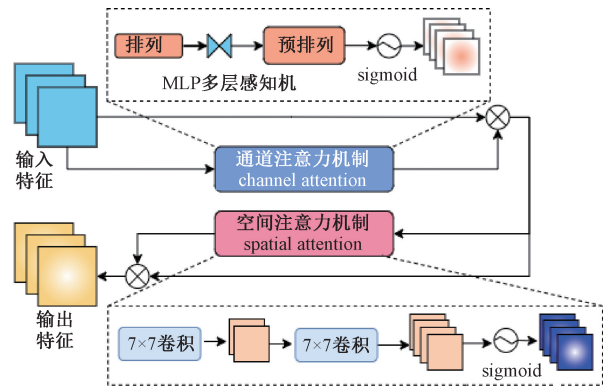 排列
预排列
MLP多层感知机
sigmoid
输入
特征
通道注意力机制
channel attention
空间注意力机制
spatial attention
输出
特征
7×7卷积
7×7卷积
sigmoid